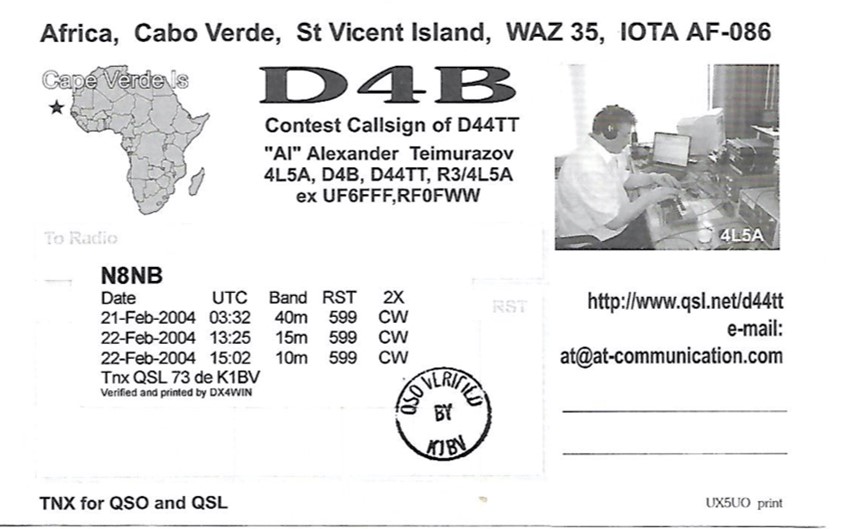 Africa, Cabo Verde, St Vicent Island, WAZ 35, IOTA AF-086
Cape Verde Is
D4B
Contest Callsign of D44TT
"Al" Alexander Teimurazov
4L5A, D4B, D44TT, R3/4L5A
ex UF6FFF,RF0FWW
4L5A
To Radio
RST
N8NB
Date UTC Band RST 2X
21-Feb-2004 03:32 40m 599 CW
22-Feb-2004 13:25 15m 599 CW
22-Feb-2004 15:02 10m 599 CW
Tnx QSL 73 de K1BV
Verified and printed by DX4WIN
QSO VERIFIED
BY
K1BV
http://www.qsl.net/d44tt
e-mail:
at@at-communication.com
TNX for QSO and QSL
UX5UO print